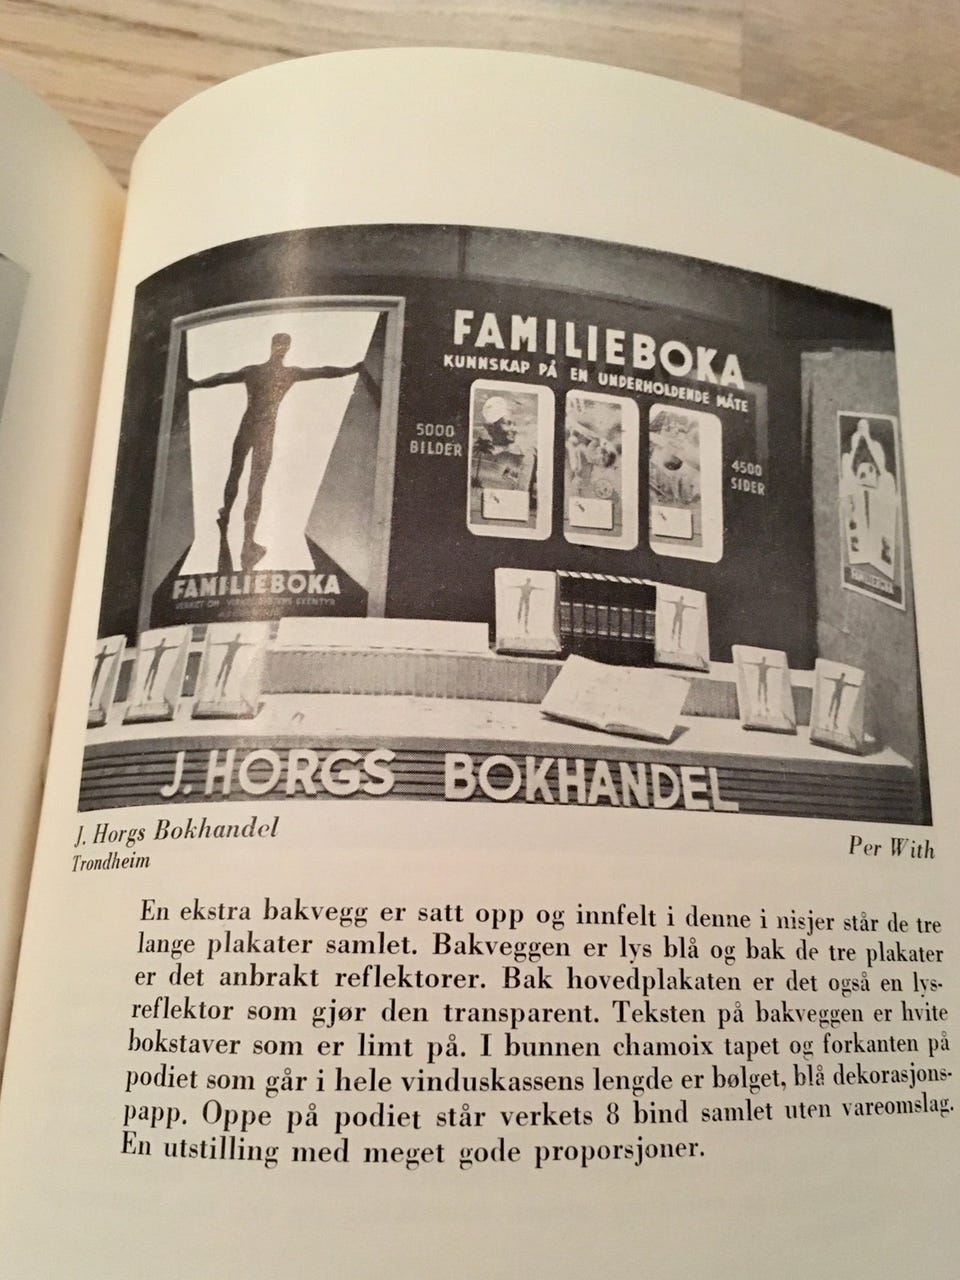 FAMILIEBOKA
KUNNSKAP PÅ EN UNDERHOLDENDE MÅTE
5000
BILDER
4500
SIDER
FAMILIEBOKA
VERKET OM
EVENTYR
FAMILIEBOKA
J. HORGS BOKHANDEL
J. Horgs Bokhandel
Trondheim
Per With
En ekstra bakvegg er satt opp og innfelt i denne i nisjer står de tre
lange plakater samlet. Bakveggen er lys blå og bak de tre plakater
er det anbrakt reflektorer. Bak hovedplakaten er det også en lys-
reflektor som gjør den transparent. Teksten på bakveggen er hvite
bokstaver som er limt på. I bunnen chamoix tapet og forkanten på
podiet som går i hele vinduskassens lengde er bølget, blå dekorasjons-
papp. Oppe på podiet står verkets 8 bind samlet uten vareomslag.
En utstilling med meget gode proporsjoner.